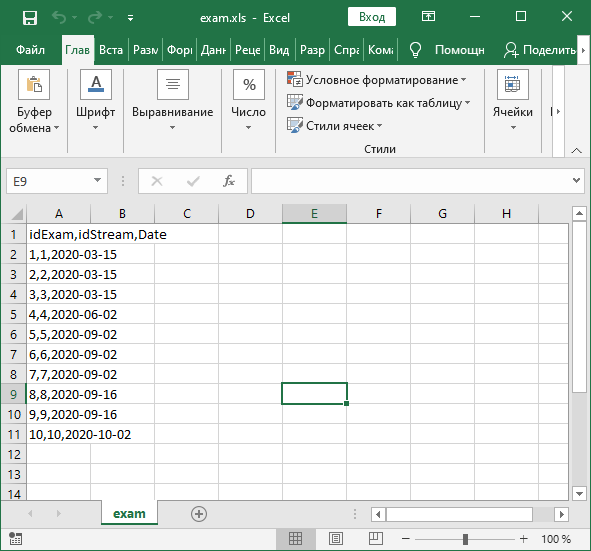 exam.xls - Excel
Вход
Файл Глав Вста Разм Форм Данн Реце Вид Разр Спра Кома Помощн Поделить
Условное форматирование
Форматировать как таблицу
Стили ячеек
Буфер обмена
Шрифт
Выравнивание
Число
Ячейки
Стили
E9
fx
A B C D E F G H
1 idExam,idStream,Date
2 1,1,2020-03-15
3 2,2,2020-03-15
4 3,3,2020-03-15
5 4,4,2020-06-02
6 5,5,2020-09-02
7 6,6,2020-09-02
8 7,7,2020-09-02
9 8,8,2020-09-16
10 9,9,2020-09-16
11 10,10,2020-10-02
12
13
14
exam
100 %